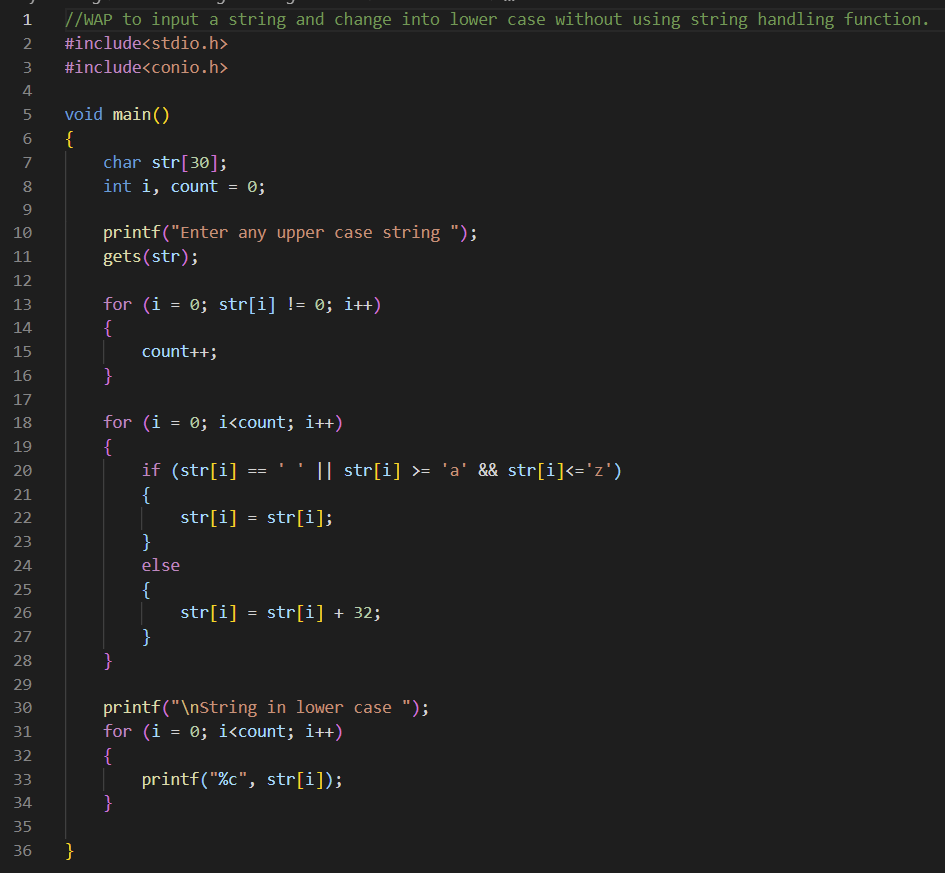 1 //WAP to input a string and change into lower case without using string handling function.
2 #include<stdio.h>
3 #include<conio.h>
4
5 void main()
6 {
7     char str[30];
8     int i, count = 0;
9
10     printf("Enter any upper case string ");
11     gets(str);
12
13     for (i = 0; str[i] != 0; i++)
14     {
15         count++;
16     }
17
18     for (i = 0; i<count; i++)
19     {
20         if (str[i] == ' ' || str[i] >= 'a' && str[i]<='z')
21         {
22             str[i] = str[i];
23         }
24         else
25         {
26             str[i] = str[i] + 32;
27         }
28     }
29
30     printf("\nString in lower case ");
31     for (i = 0; i<count; i++)
32     {
33         printf("%c", str[i]);
34     }
35
36 }